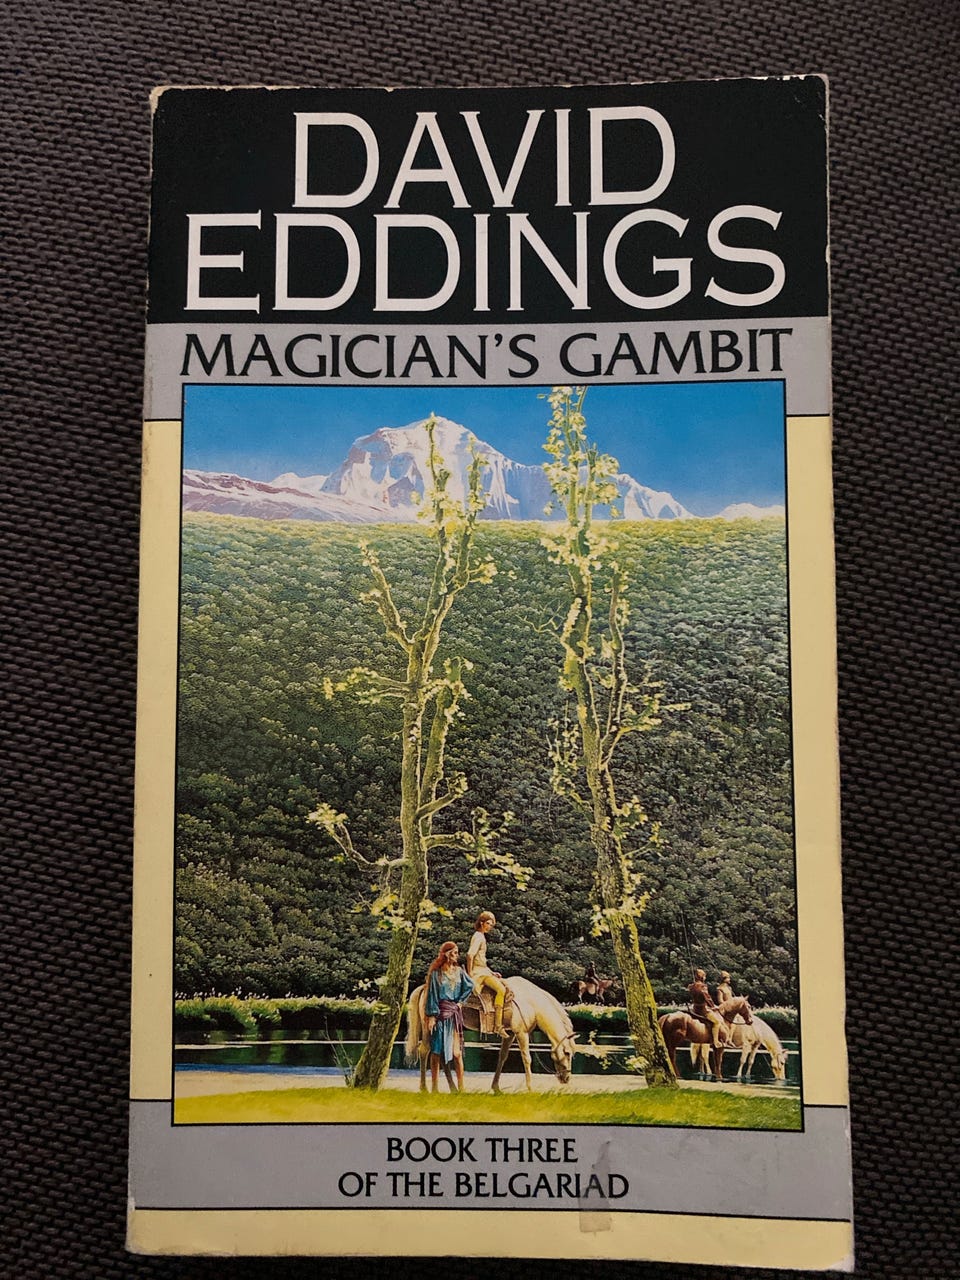 DAVID
EDDINGS
MAGICIAN'S GAMBIT
BOOK THREE
OF THE BELGARIAD